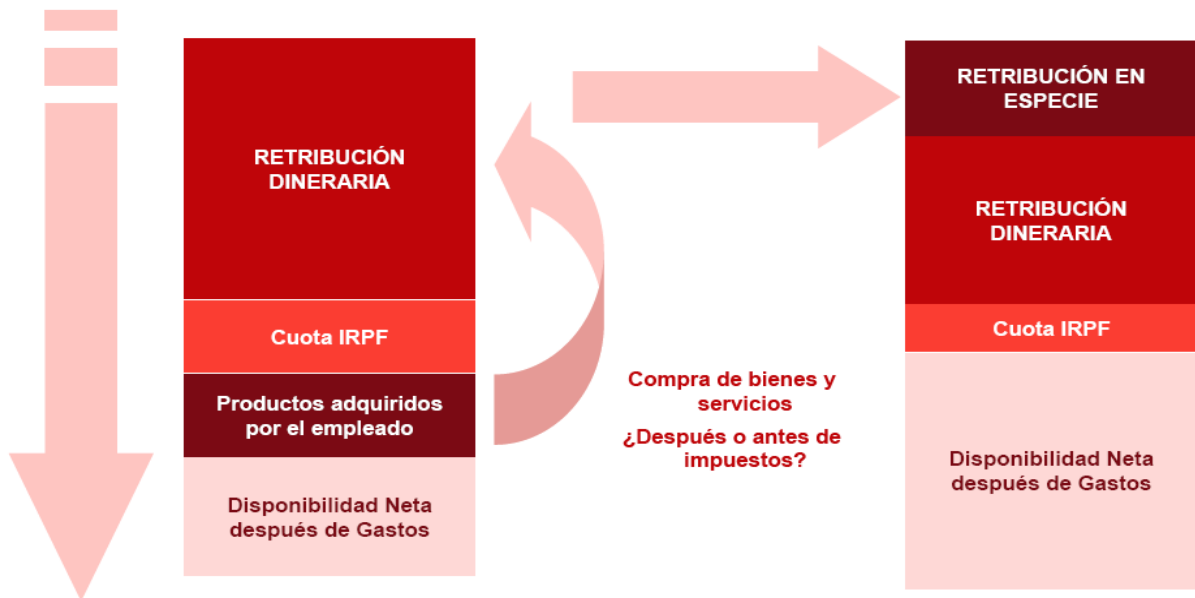 RETRIBUCIÓN
DINERARIA
Cuota IRPF
Productos adquiridos
por el empleado
Disponibilidad Neta
después de Gastos
Compra de bienes y
servicios
¿Después o antes de
impuestos?
RETRIBUCIÓN EN
ESPECIE
RETRIBUCIÓN
DINERARIA
Cuota IRPF
Disponibilidad Neta
después de Gastos